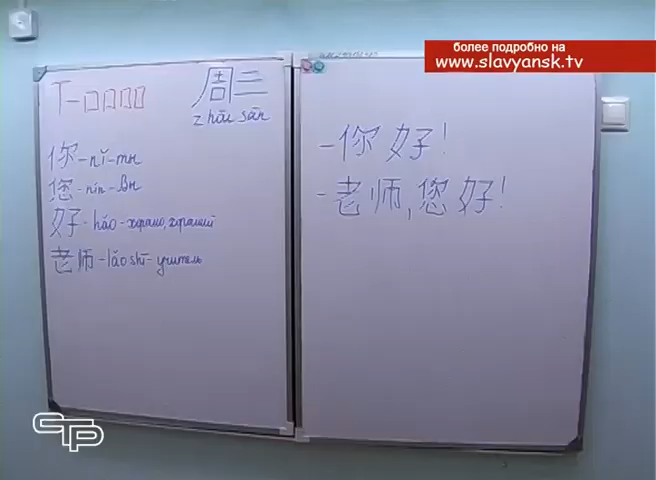 более подробно на
www.slavyansk.tv
T-□□□□ 周三
zhōu sān
你-nǐ-ты
您-nín-Вы
好-hǎo-хорошо, хороший
老师-lǎoshī-учитель
-你好!
-老师,您好!
СТР